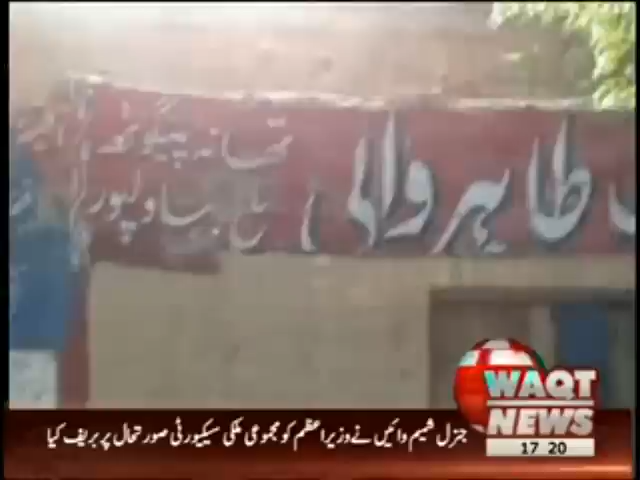 طاہر والی
تھانہ
ضلع بہاولپور
WAQT
NEWS
17 20
جنرل شمیم وائیں نے وزیراعظم کو مجموعی ملکی سیکیورٹی صورتحال پر بریف کیا